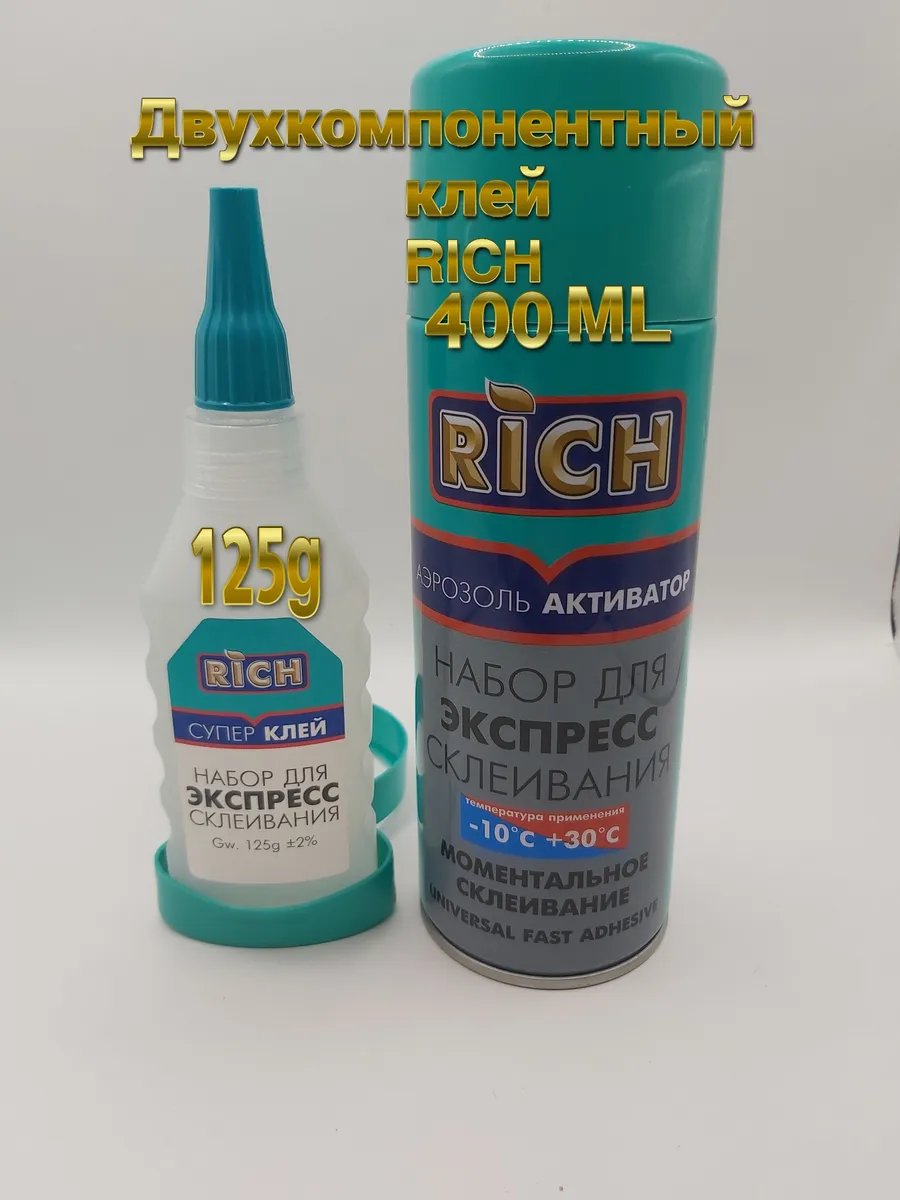 Двухкомпонентный
клей
RICH
400 ML
RICH
АЭРОЗОЛЬ АКТИВАТОР
НАБОР ДЛЯ
ЭКСПРЕСС
СКЛЕИВАНИЯ
температура применения
-10°C +30°C
МОМЕНТАЛЬНОЕ
СКЛЕИВАНИЕ
UNIVERSAL FAST ADHESIVE
125g
RICH
СУПЕР КЛЕЙ
НАБОР ДЛЯ
ЭКСПРЕСС
СКЛЕИВАНИЯ
Gw. 125g ±2%